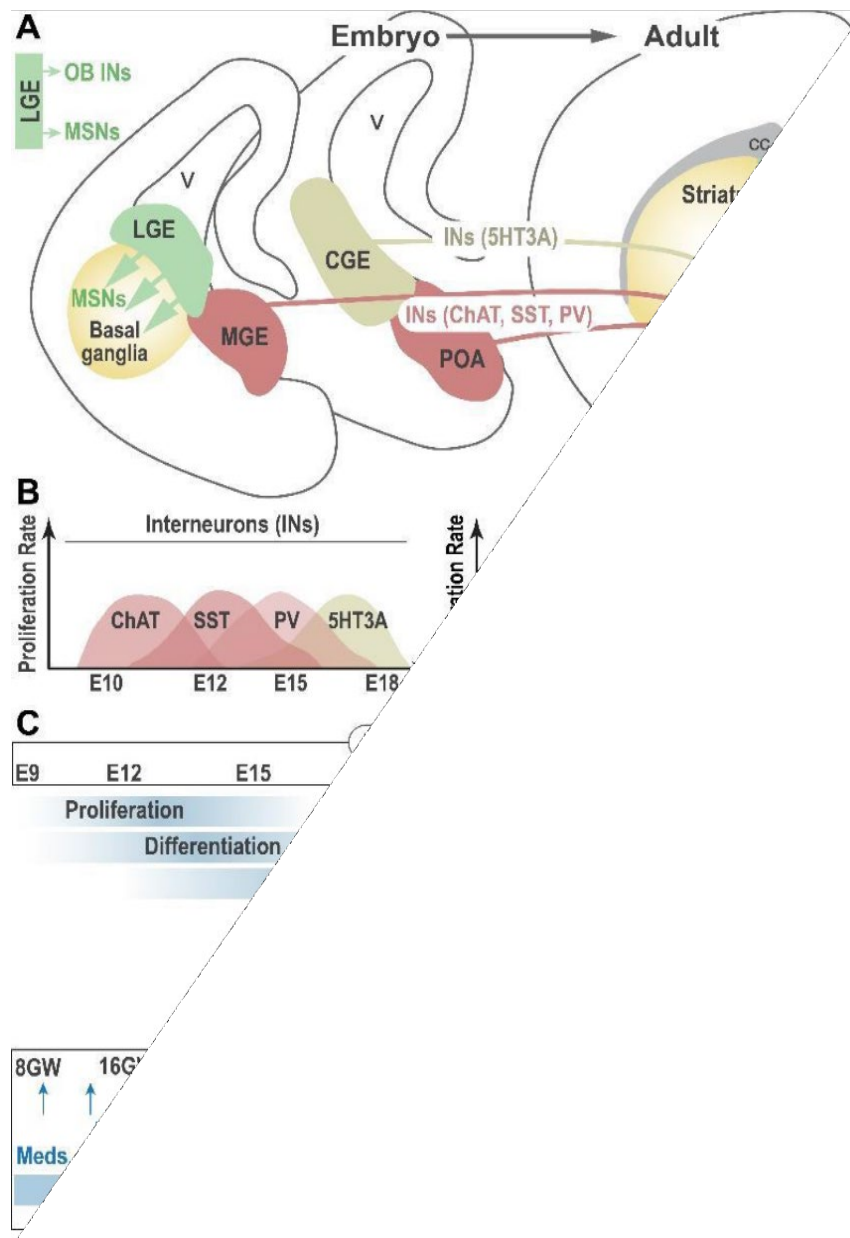 A
Embryo
Adult
LGE
OB INs
MSNs
V
V
CC
LGE
CGE
INs (5HT3A)
MSNs
Basal
ganglia
MGE
INs (ChAT, SST, PV)
POA
B
Proliferation Rate
Interneurons (INs)
ChAT
SST
PV
5HT3A
E10
E12
E15
E18
Rate
C
E9
E12
E15
Proliferation
Differentiation
8GW
Meds